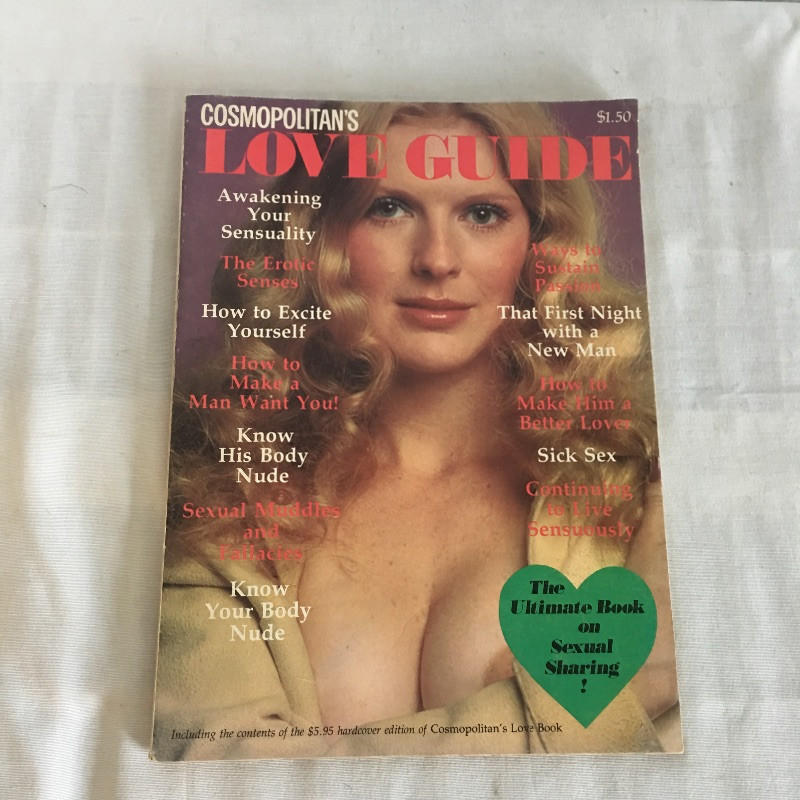 COSMOPOLITAN'S
$1.50
LOVE GUIDE
Awakening
Your
Sensuality
The Erotic
Senses
How to Excite
Yourself
How to
Make a
Man Want You!
Know
His Body
Nude
Sexual Muddles
and
Fallacies
Know
Your Body
Nude
Ways to
Sustain
Passion
That First Night
with a
New Man
How to
Make Him a
Better Lover
Sick Sex
Continuing
to Live
Sensuously
The
Ultimate Book
on
Sexual
Sharing
!
Including the contents of the $5.95 hardcover edition of Cosmopolitan's Love Book